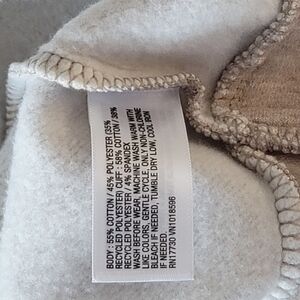 BODY : 55% COTTON / 45% POLYESTER (35%
RECYCLED POLYESTER) CUFF : 58% COTTON / 38%
RECYCLED POLYESTER / 4% SPANDEX
WASH BEFORE WEAR, MACHINE WASH WARM WITH
LIKE COLORS, GENTLE CYCLE, ONLY NON-CHLORINE
BLEACH IF NEEDED, TUMBLE DRY LOW, COOL IRON
IF NEEDED.
RN17730 VN1018596